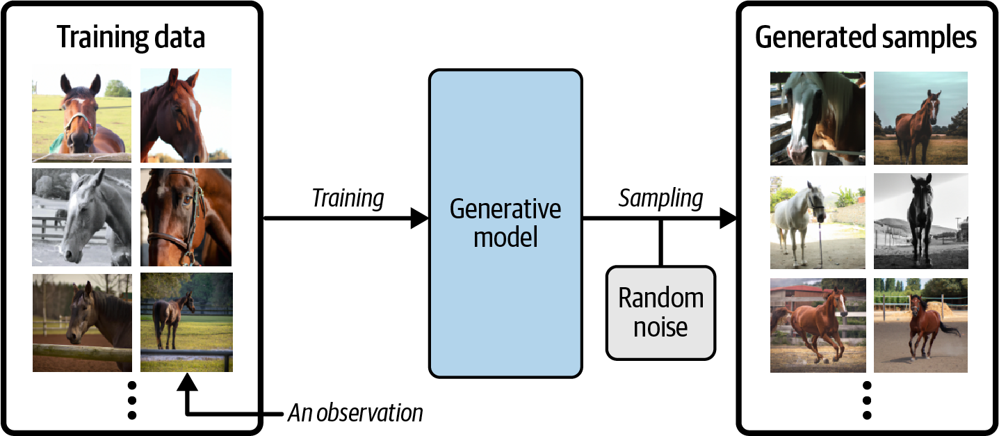 Training data
Training
Generative
model
Sampling
Random
noise
Generated samples
An observation